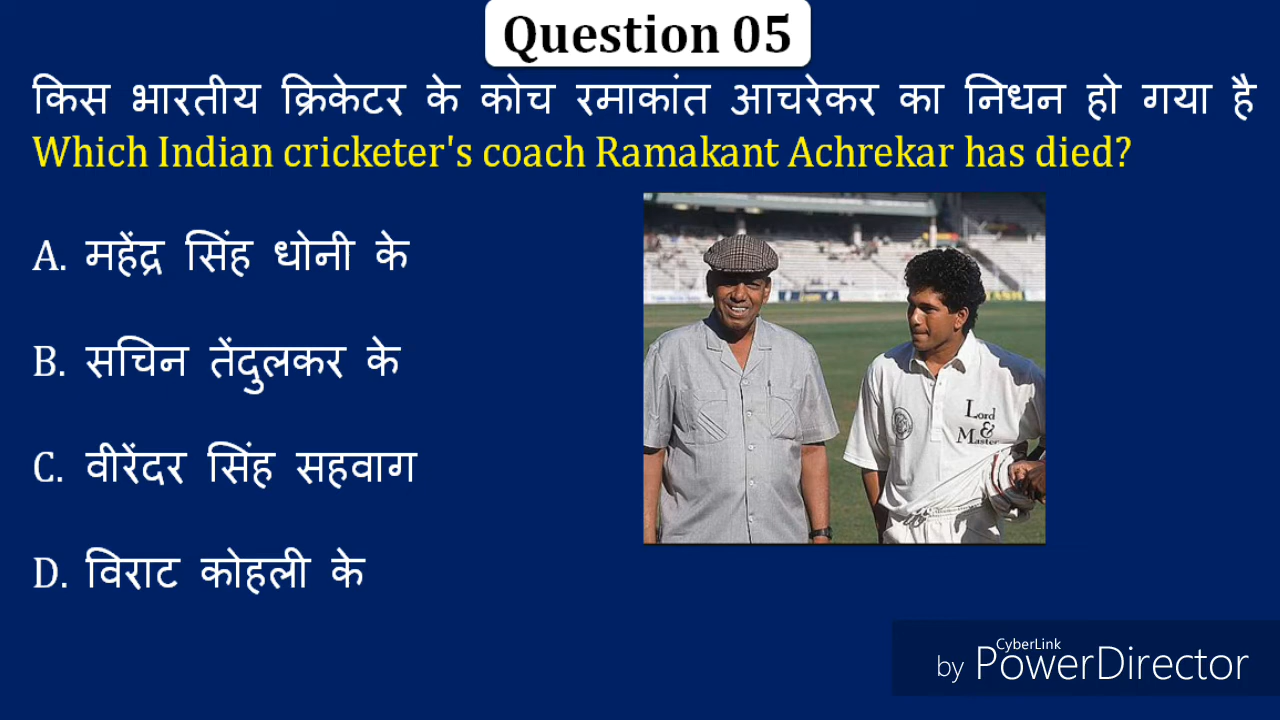 Question 05
किस भारतीय क्रिकेटर के कोच रमाकांत आचरेकर का निधन हो गया है
Which Indian cricketer's coach Ramakant Achrekar has died?
A. महेंद्र सिंह धोनी के
B. सचिन तेंदुलकर के
C. वीरेंदर सिंह सहवाग
D. विराट कोहली के
Lord
&
Master
CyberLink
by PowerDirector